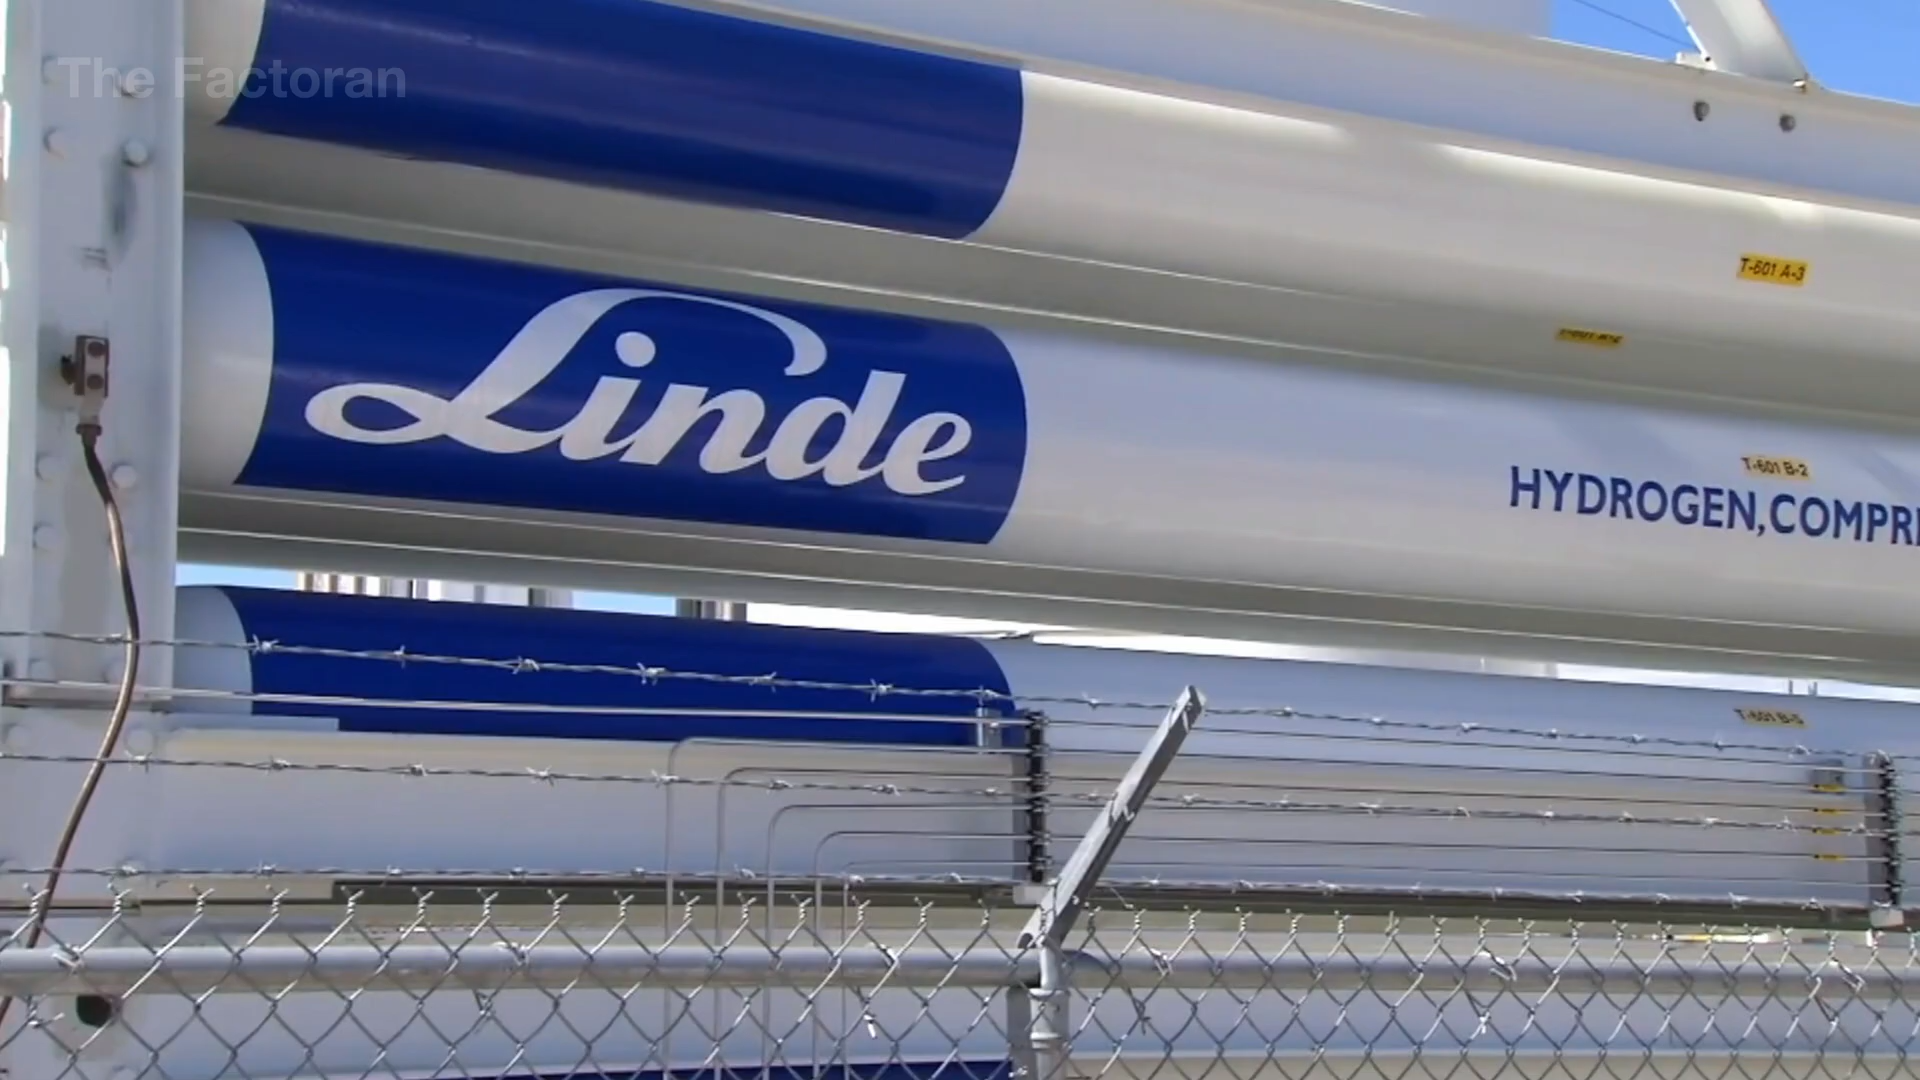 The Factoran
T-601 A-3
Linde
T-601 B-2
HYDROGEN, COMPR
T-601 B-5